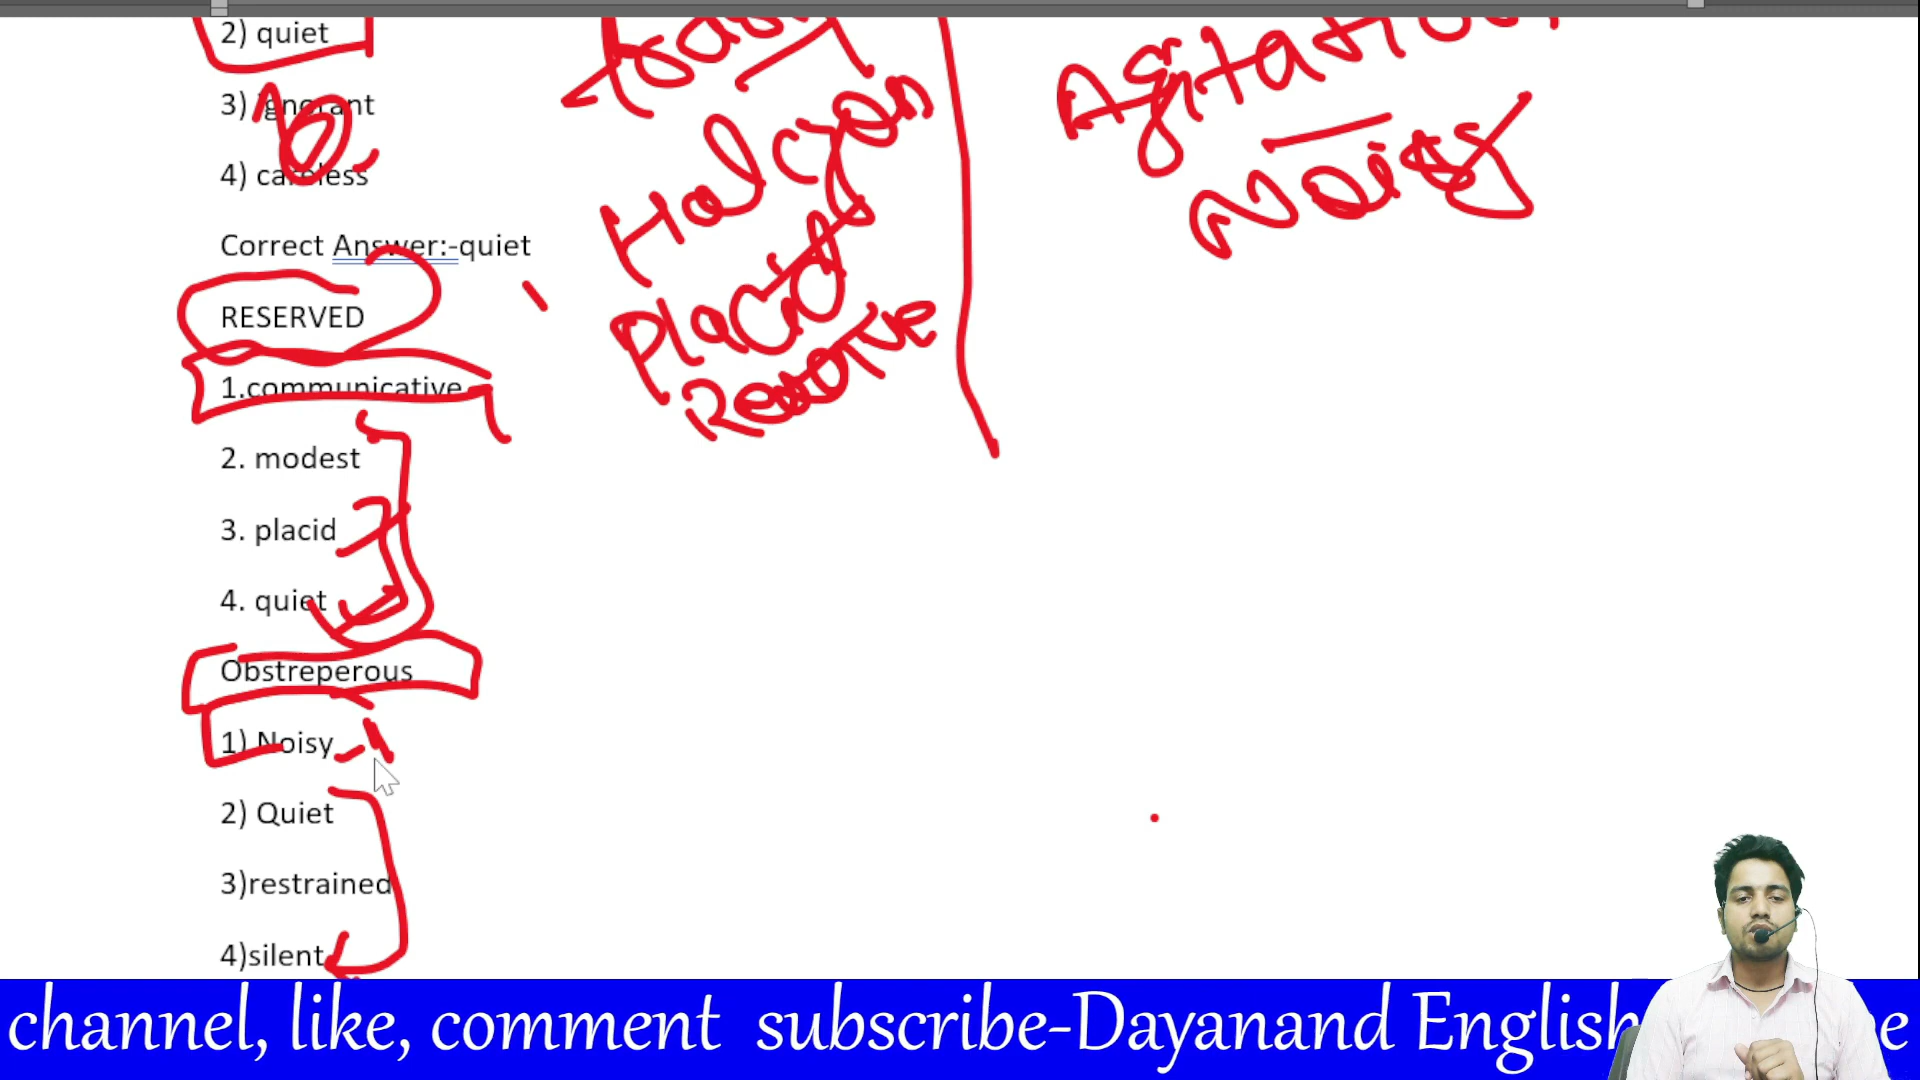 2) quiet
3) ignorant
4) careless
Correct Answer:-quiet
RESERVED
1.communicative
2. modest
3. placid
4. quiet
Obstreperous
1) Noisy
2) Quiet
3)restrained
4)silent
Halcyon
Placid
Agitation
Noisy
channel, like, comment subscribe-Dayanand English